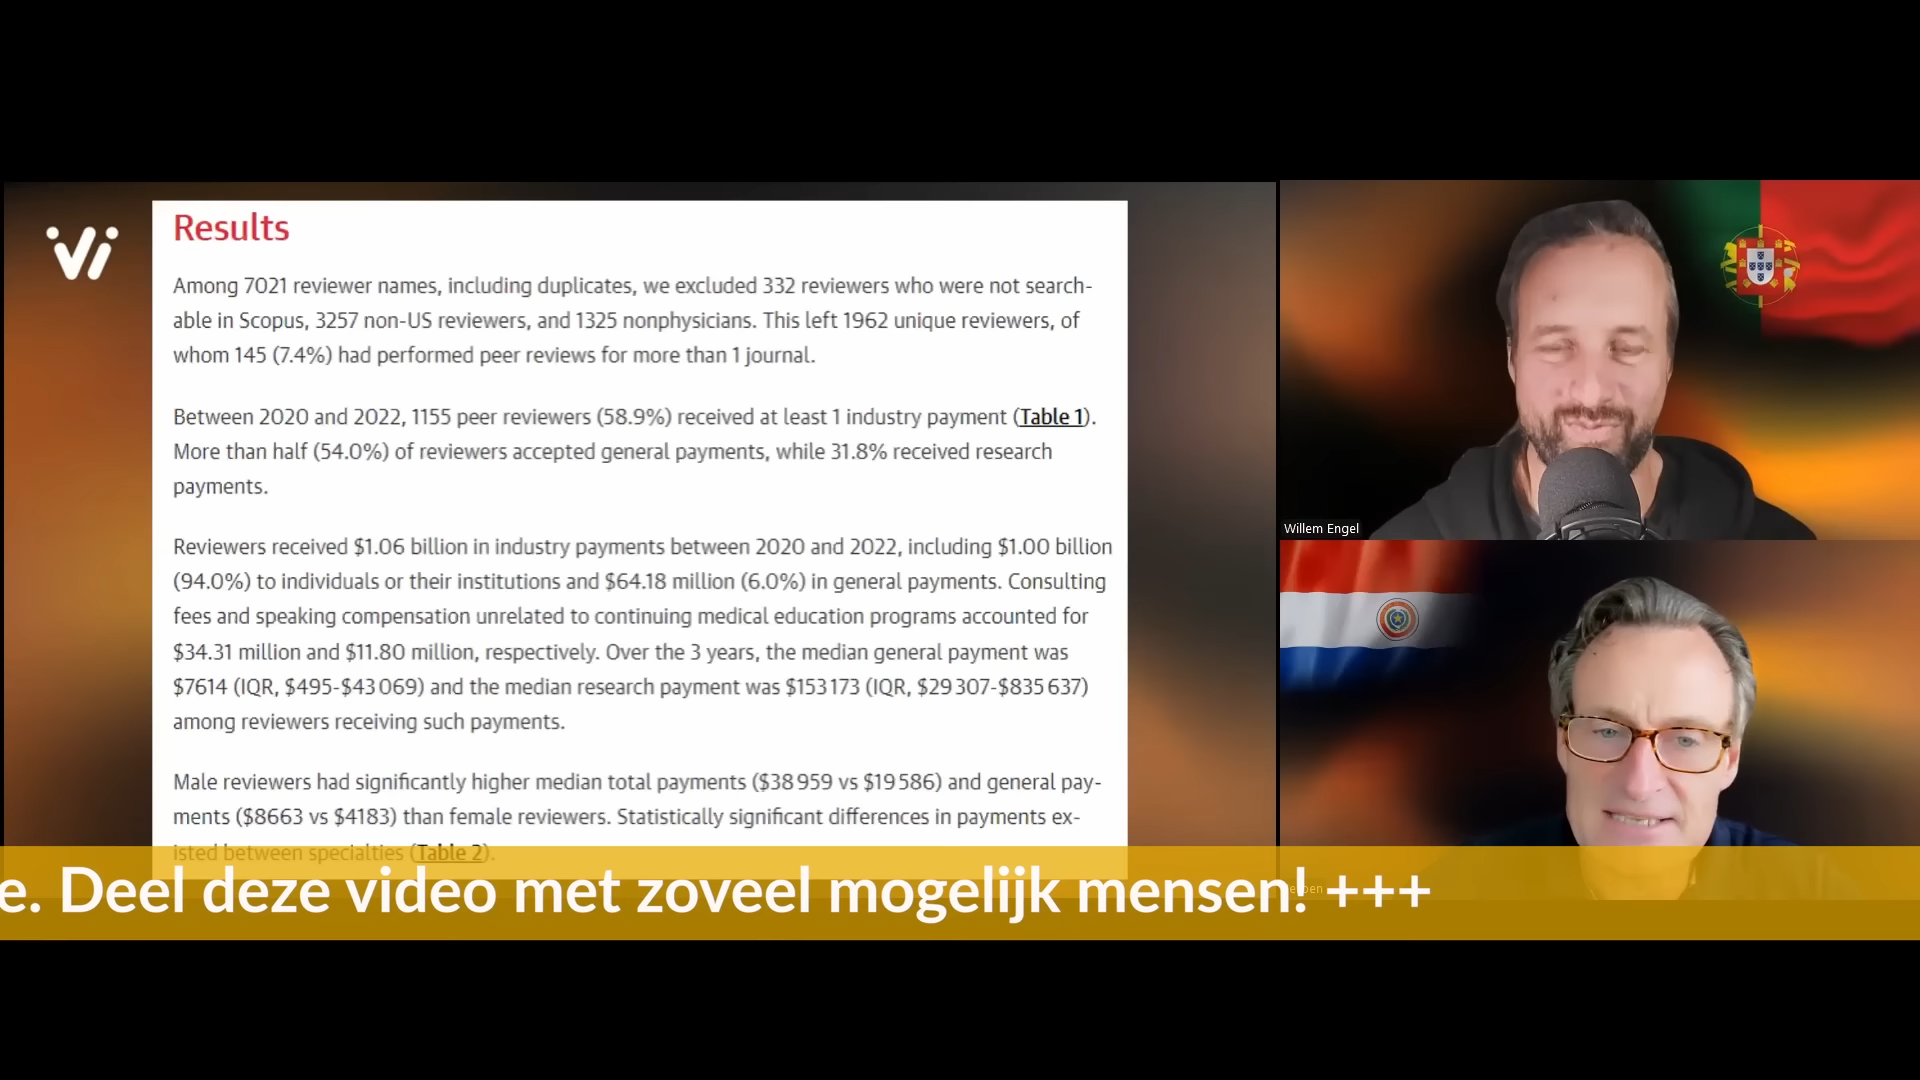 Results
Among 7021 reviewer names, including duplicates, we excluded 332 reviewers who were not search-
able in Scopus, 3257 non-US reviewers, and 1325 nonphysicians. This left 1962 unique reviewers, of
whom 145 (7.4%) had performed peer reviews for more than 1 journal.
Between 2020 and 2022, 1155 peer reviewers (58.9%) received at least 1 industry payment (Table 1).
More than half (54.0%) of reviewers accepted general payments, while 31.8% received research
payments.
Reviewers received $1.06 billion in industry payments between 2020 and 2022, including $1.00 billion
(94.0%) to individuals or their institutions and $64.18 million (6.0%) in general payments. Consulting
fees and speaking compensation unrelated to continuing medical education programs accounted for
$34.31 million and $11.80 million, respectively. Over the 3 years, the median general payment was
$7614 (IQR, $495-$43 069) and the median research payment was $153 173 (IQR, $29 307-$835 637)
among reviewers receiving such payments.
Male reviewers had significantly higher median total payments ($38 959 vs $19 586) and general pay-
ments ($8663 vs $4183) than female reviewers. Statistically significant differences in payments ex-
isted between specialties (Table 2).
Willem Engel
e. Deel deze video met zoveel mogelijk mensen! +++